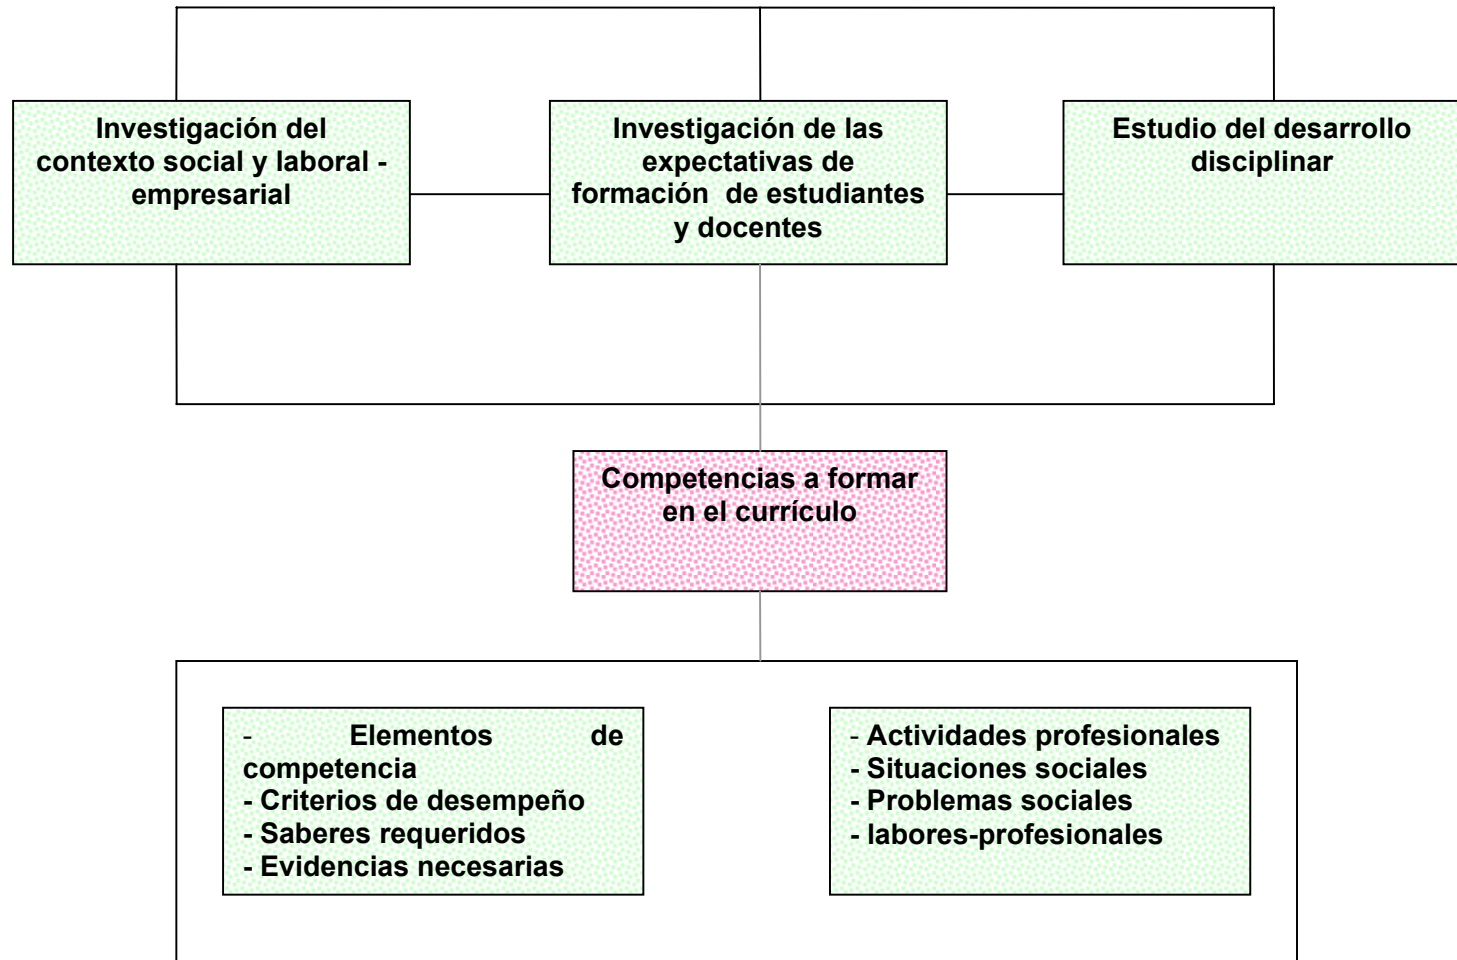 Investigación del
contexto social y laboral -
empresarial
Investigación de las
expectativas de
formación de estudiantes
y docentes
Estudio del desarrollo
disciplinar
Competencias a formar
en el currículo
- Elementos de
competencia
- Criterios de desempeño
- Saberes requeridos
- Evidencias necesarias
- Actividades profesionales
- Situaciones sociales
- Problemas sociales
- labores-profesionales